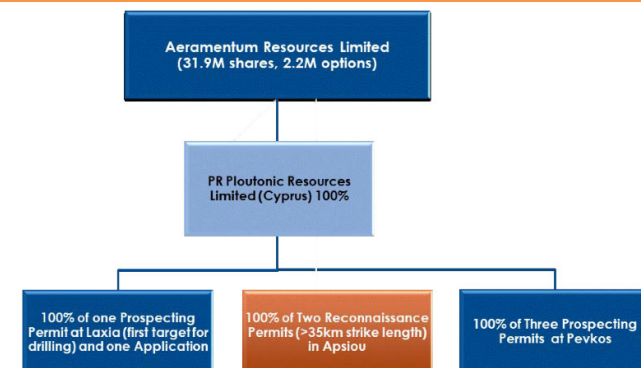 Aeramentum Resources Limited
(31.9M shares, 2.2M options)
PR Ploutonic Resources
Limited (Cyprus) 100%
100% of one Prospecting
Permit at Laxia (first target for
drilling) and one Application
100% of Two Reconnaissance
Permits (>35km strike length)
in Apsiou
100% of Three Prospecting
Permits at Pevkos